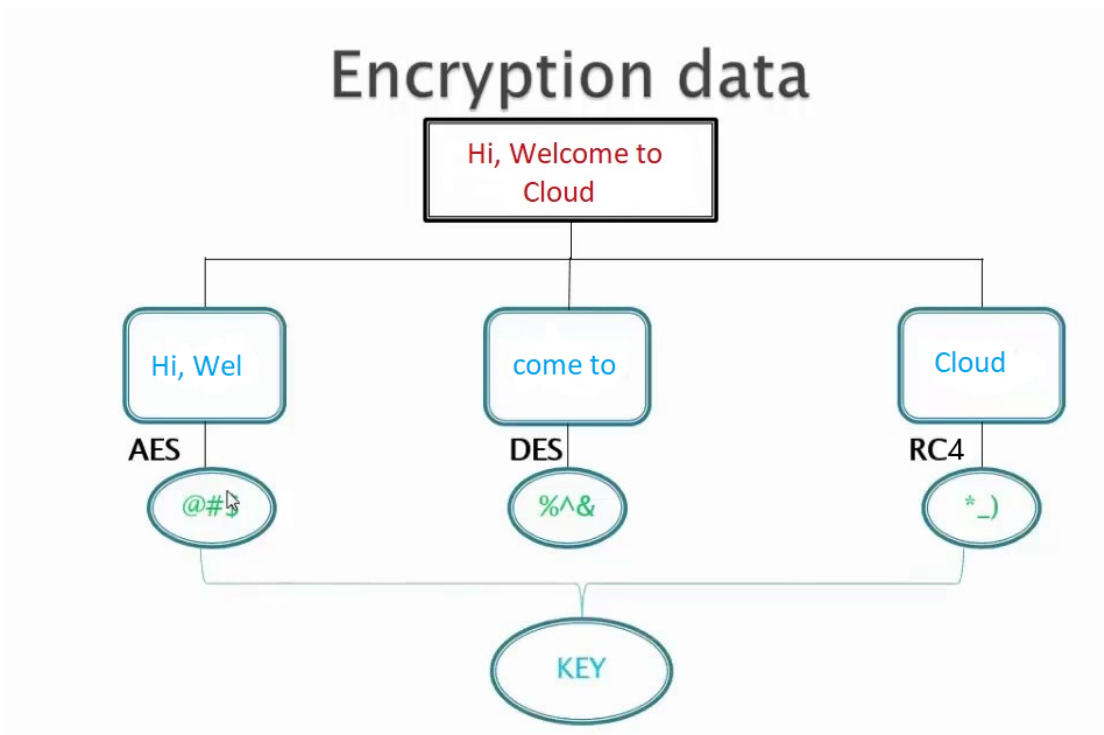 Encryption data
Hi, Welcome to
Cloud
Hi, Wel
come to
Cloud
AES
DES
RC4
@#$
%^&
*_)
KEY